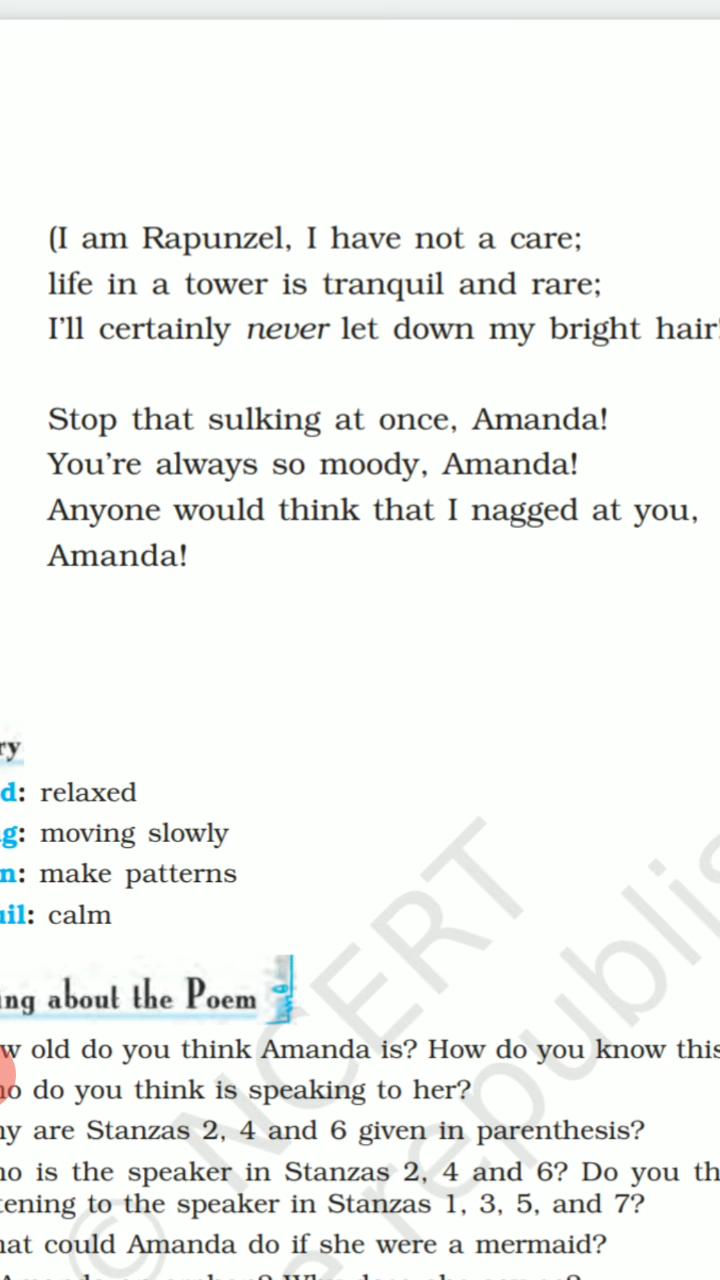 (I am Rapunzel, I have not a care;
life in a tower is tranquil and rare;
I'll certainly never let down my bright hair!
Stop that sulking at once, Amanda!
You're always so moody, Amanda!
Anyone would think that I nagged at you,
Amanda!
ry
d: relaxed
g: moving slowly
n: make patterns
uil: calm
ing about the Poem
w old do you think Amanda is? How do you know this
o do you think is speaking to her?
hy are Stanzas 2, 4 and 6 given in parenthesis?
ho is the speaker in Stanzas 2, 4 and 6? Do you th
tening to the speaker in Stanzas 1, 3, 5, and 7?
hat could Amanda do if she were a mermaid?
© NCERT
e republis